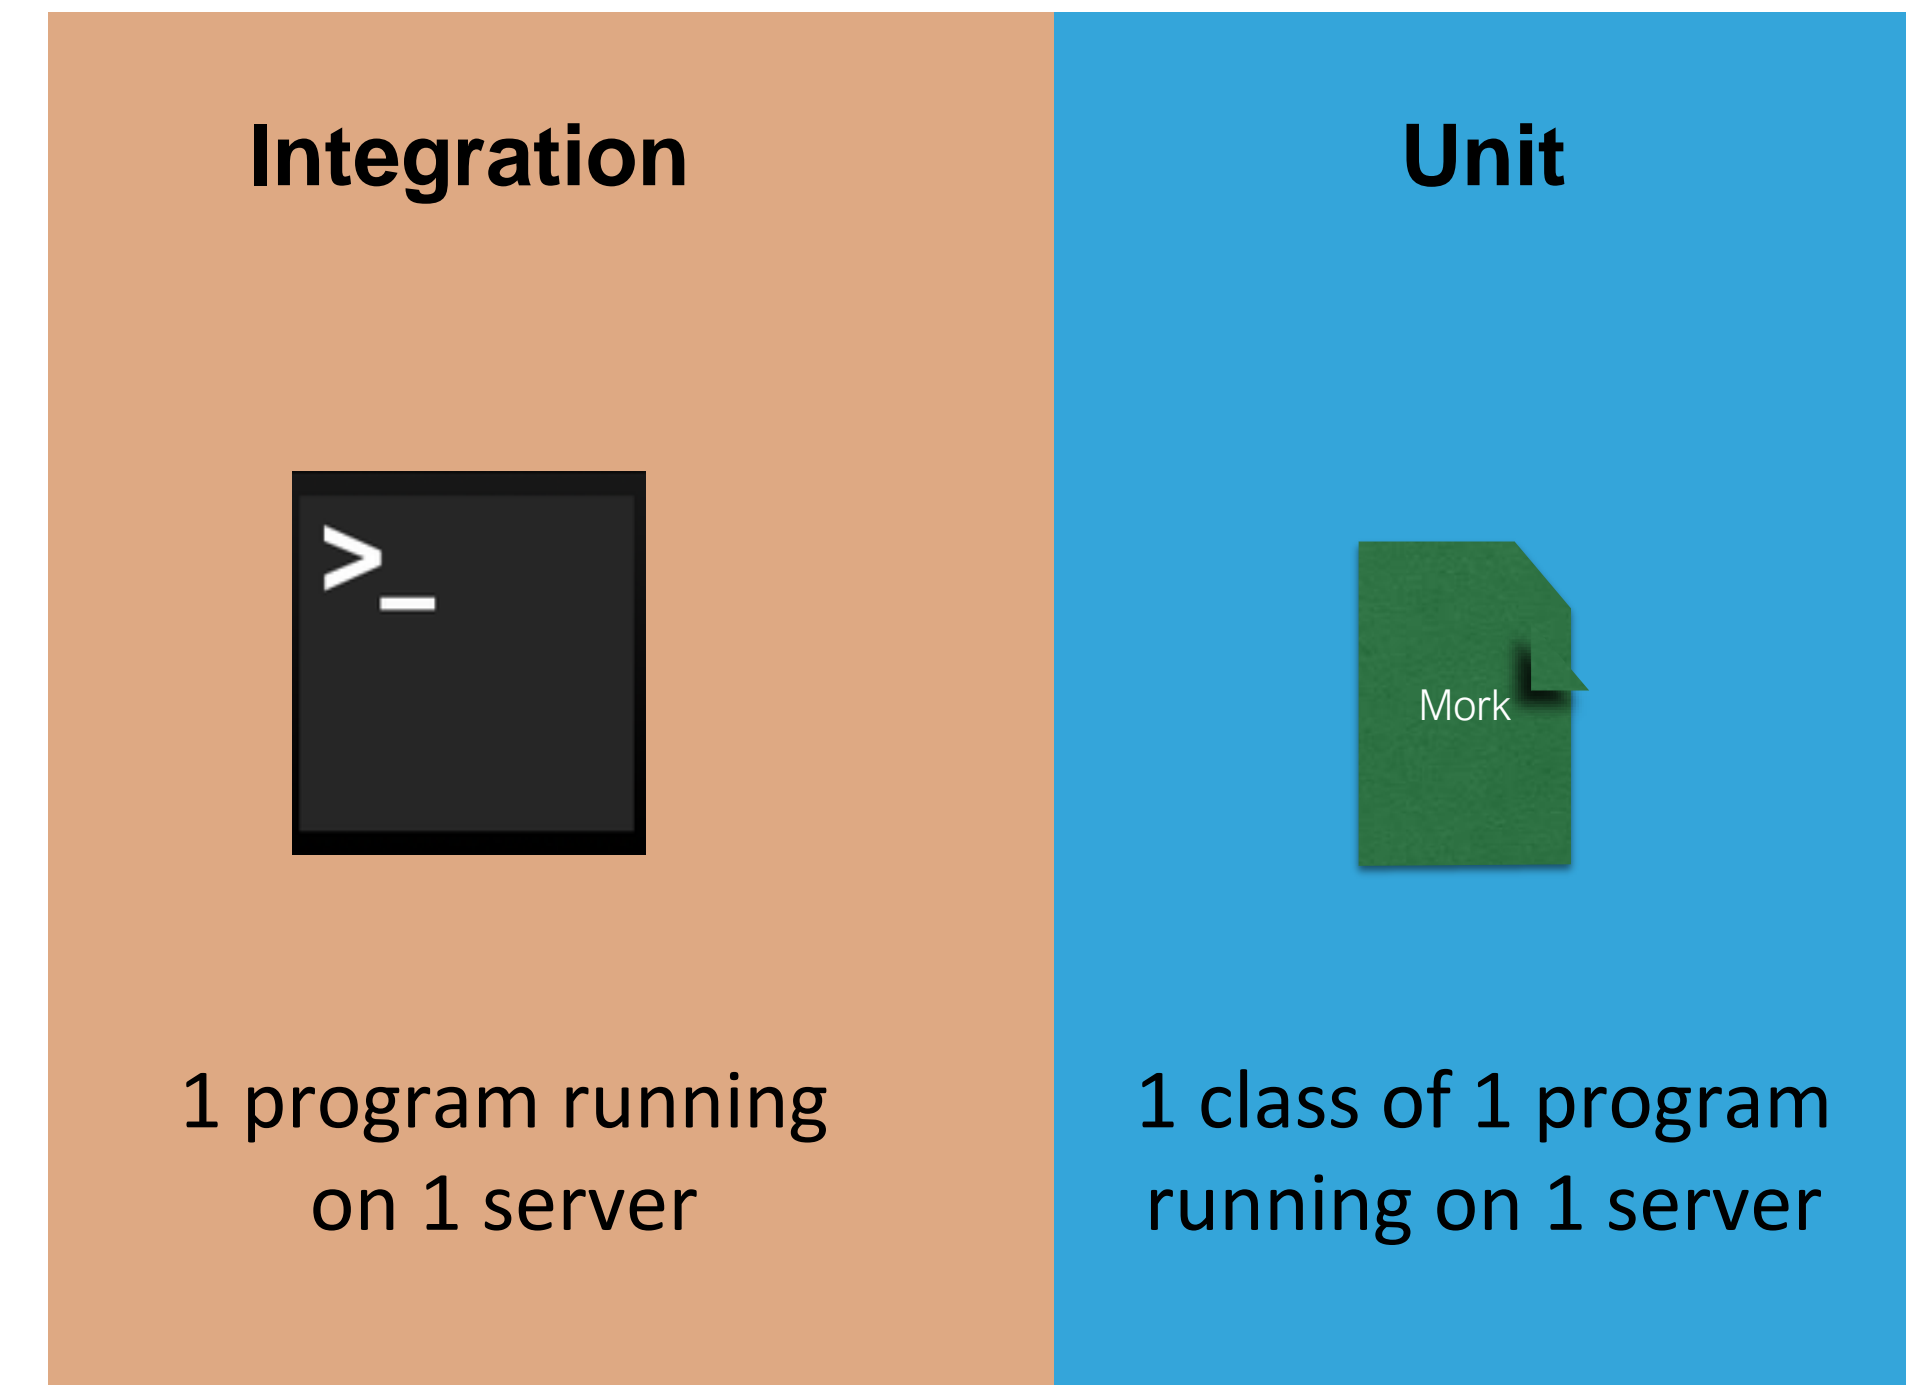 Integration
Unit
>_
Mork
1 program running
on 1 server
1 class of 1 program
running on 1 server